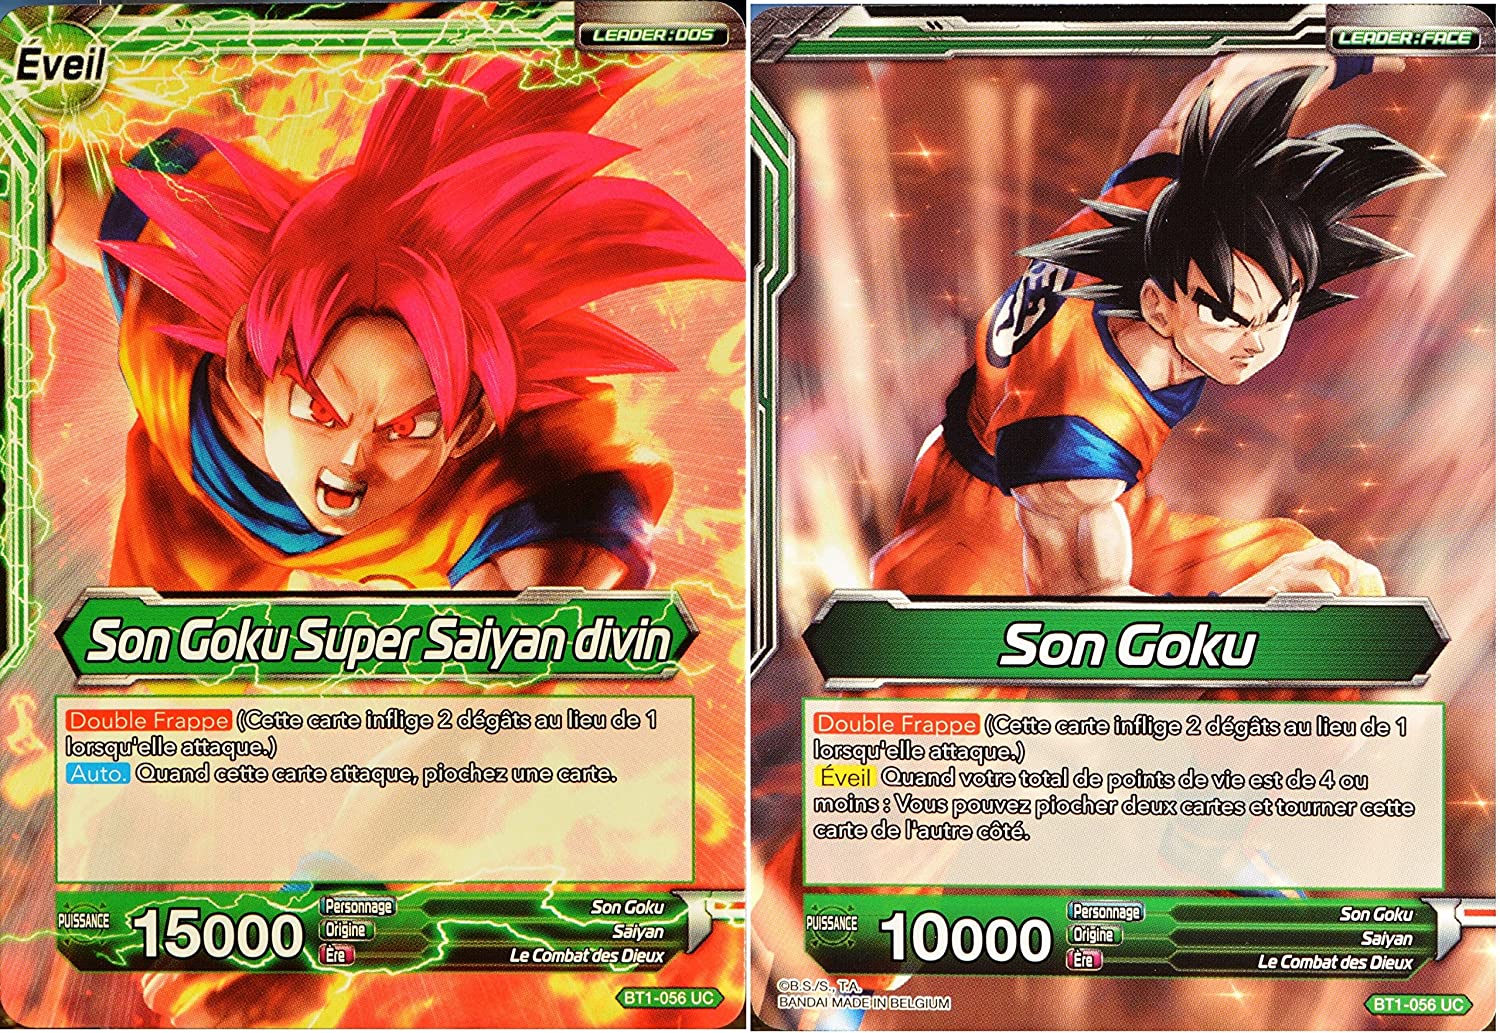 Éveil
LEADER:DOS
Son Goku Super Saiyan divin
Double Frappe (Cette carte inflige 2 dégâts au lieu de 1
lorsqu'elle attaque.)
Auto. Quand cette carte attaque, piochez une carte.
PUISSANCE
15000
Personnage Son Goku
Origine Saiyan
Ère Le Combat des Dieux
BT1-056 UC
LEADER:FACE
Son Goku
Double Frappe (Cette carte inflige 2 dégâts au lieu de 1
lorsqu'elle attaque.)
Éveil Quand votre total de points de vie est de 4 ou
moins : Vous pouvez piocher deux cartes et tourner cette
carte de l'autre côté.
PUISSANCE
10000
Personnage Son Goku
Origine Saiyan
Ère Le Combat des Dieux
©B.S./S., T.A.
BANDAI MADE IN BELGIUM
BT1-056 UC